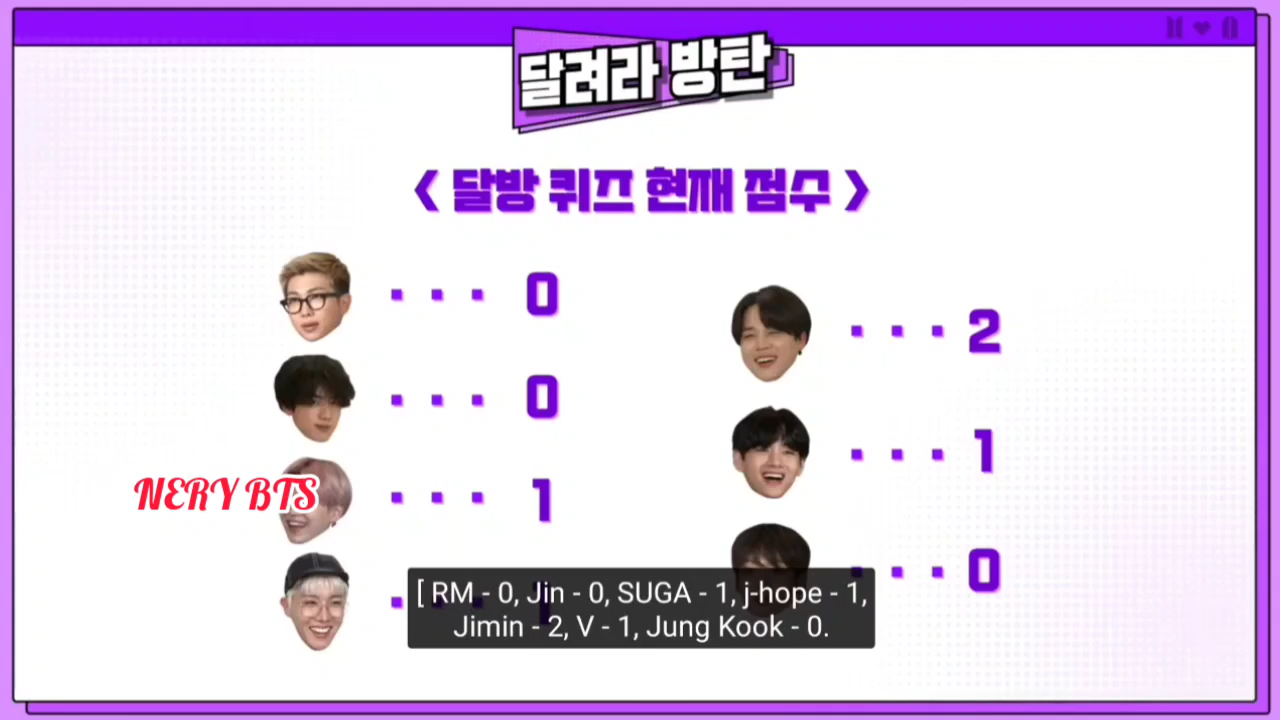 달려라 방탄
< 달방 퀴즈 현재 점수 >
··· 0
··· 0
··· 1
··· 1
··· 2
··· 1
··· 0
NERY BTS
[ RM - 0, Jin - 0, SUGA - 1, j-hope - 1,
Jimin - 2, V - 1, Jung Kook - 0.